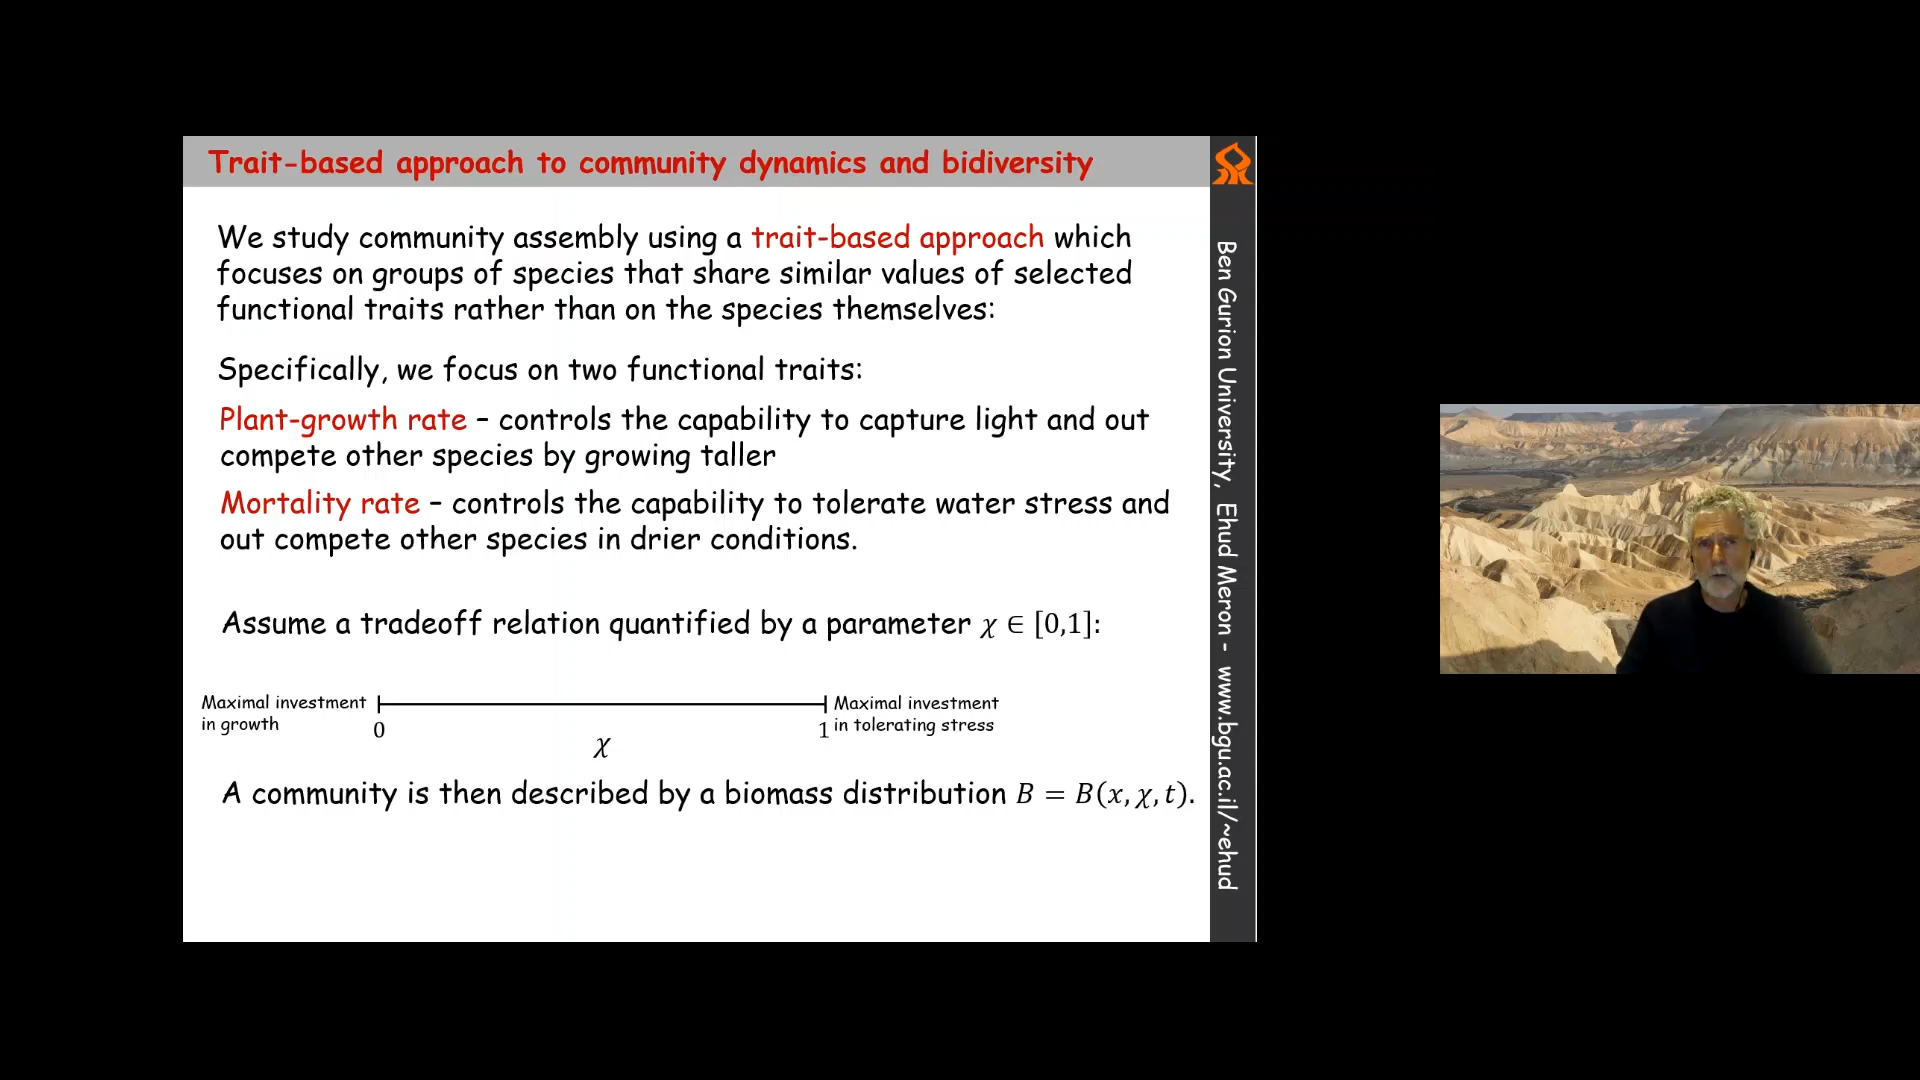 Trait-based approach to community dynamics and bidiversity
We study community assembly using a trait-based approach which
focuses on groups of species that share similar values of selected
functional traits rather than on the species themselves:
Specifically, we focus on two functional traits:
Plant-growth rate – controls the capability to capture light and out
compete other species by growing taller
Mortality rate – controls the capability to tolerate water stress and
out compete other species in drier conditions.
Assume a tradeoff relation quantified by a parameter χ ∈ [0,1]:
Maximal investment
in growth
0
χ
1
Maximal investment
in tolerating stress
A community is then described by a biomass distribution B = B(x, χ, t).
Ben Gurion University, Ehud Meron - www.bgu.ac.il/~ehud